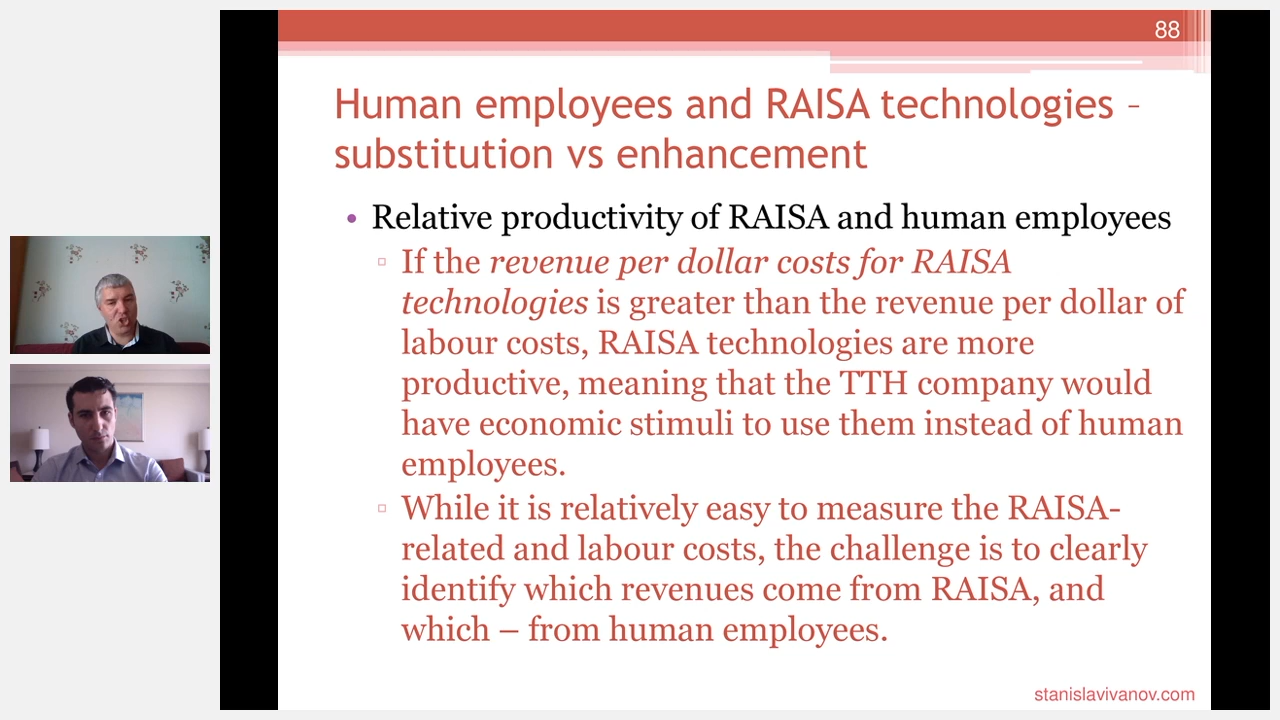 88
Human employees and RAISA technologies –
substitution vs enhancement
• Relative productivity of RAISA and human employees
▫ If the revenue per dollar costs for RAISA
technologies is greater than the revenue per dollar of
labour costs, RAISA technologies are more
productive, meaning that the TTH company would
have economic stimuli to use them instead of human
employees.
▫ While it is relatively easy to measure the RAISA-
related and labour costs, the challenge is to clearly
identify which revenues come from RAISA, and
which – from human employees.
stanislavivanov.com